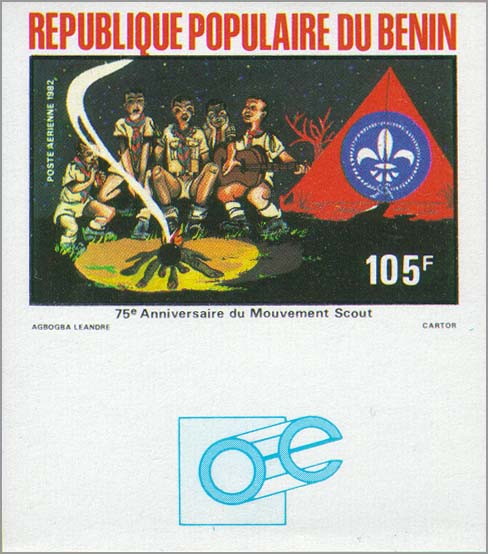 REPUBLIQUE POPULAIRE DU BENIN
POSTE AERIENNE 1982
105F
75e Anniversaire du Mouvement Scout
AGBOGBA LEANDRE CARTOR